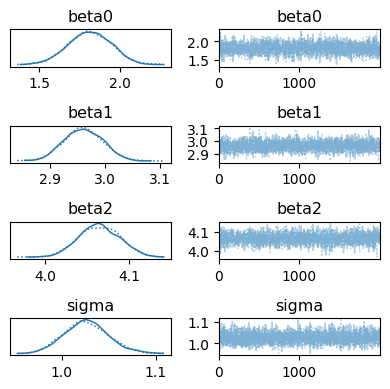 beta0 beta0
2.0
1.5
1.5 2.0 0 1000
beta1 beta1
3.1
3.0
2.9
2.9 3.0 3.1 0 1000
beta2 beta2
4.1
4.0
4.0 4.1 0 1000
sigma sigma
1.1
1.0
1.0 1.1 0 1000